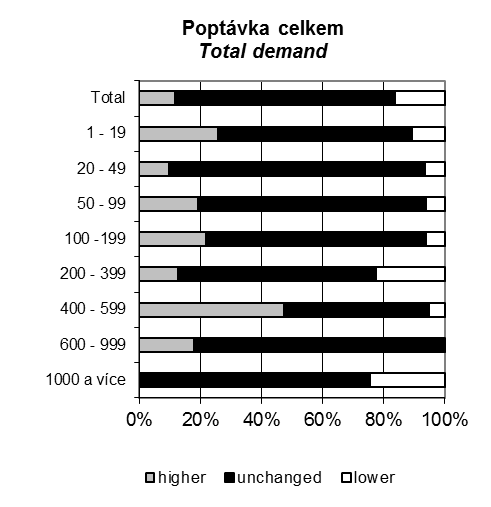 Poptávka celkem
Total demand
Total
1 - 19
20 - 49
50 - 99
100 -199
200 - 399
400 - 599
600 - 999
1000 a více
0% 20% 40% 60% 80% 100%
higher unchanged lower